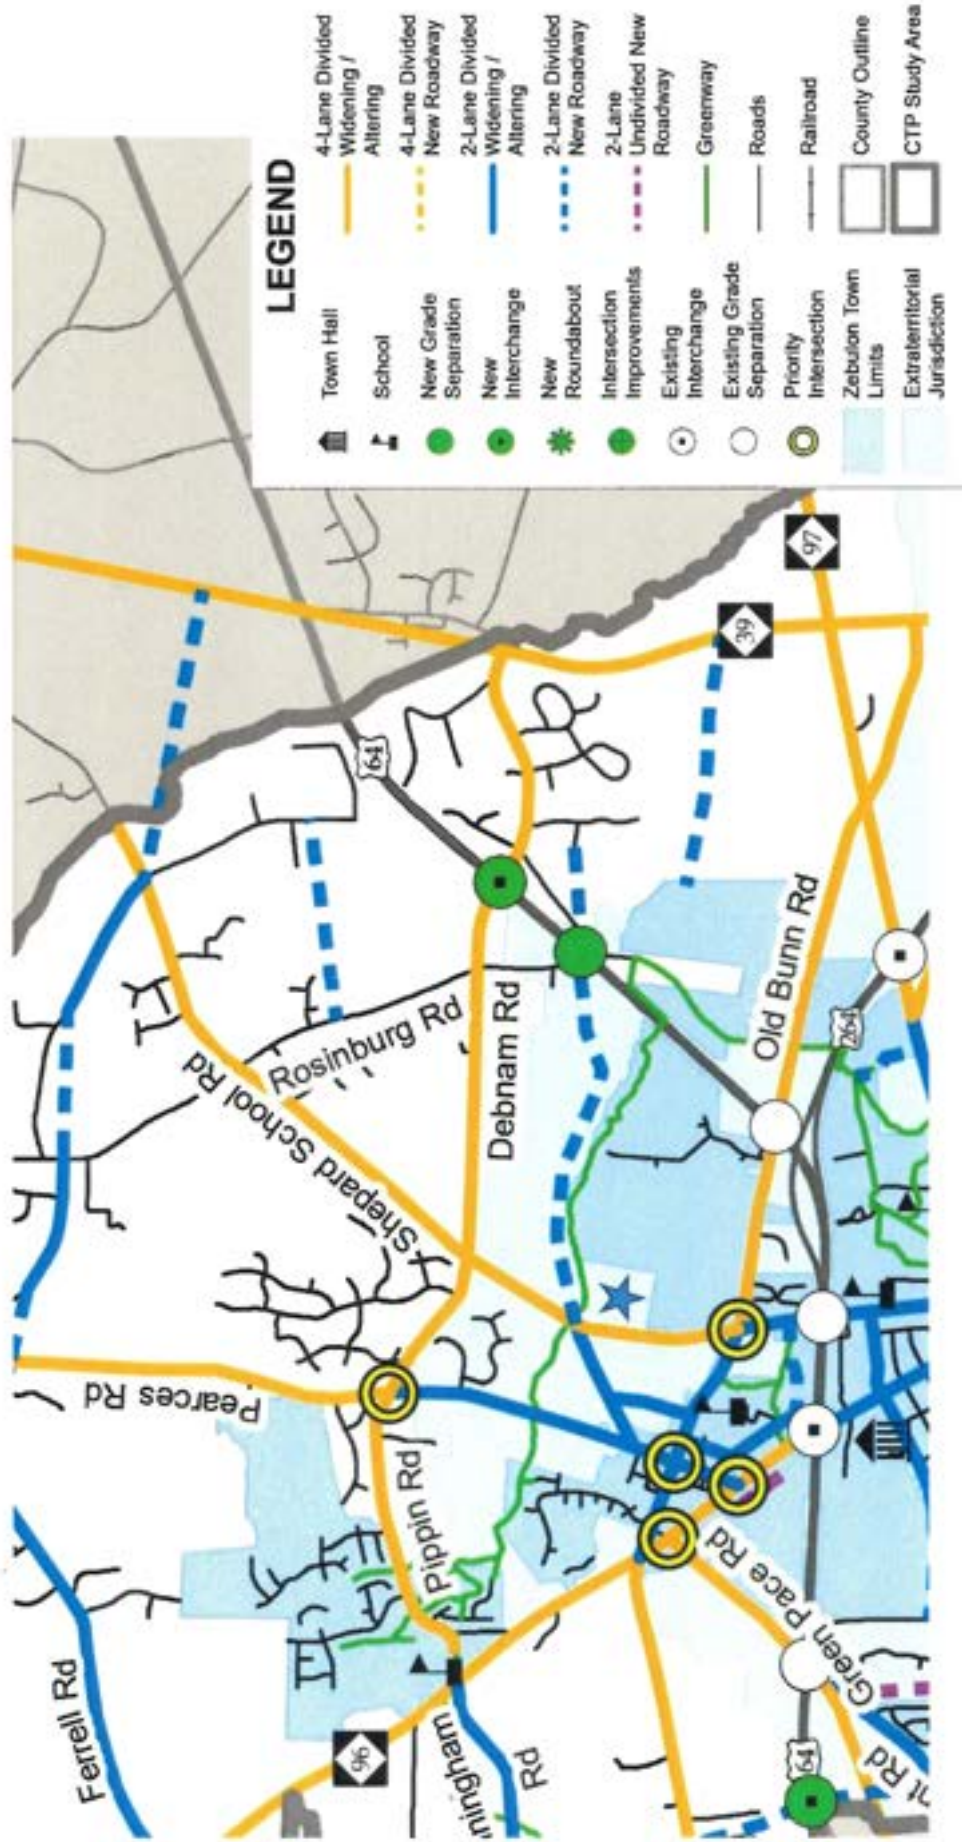 Ferrell Rd
Pearces Rd
Shepard School Rd
Rosinburg Rd
96
ningham
Rd
Pippin Rd
Debnam Rd
64
39
97
Old Bunn Rd
264
Green Pace Rd
64
nt Rd
LEGEND
Town Hall
School
New Grade
Separation
New
Interchange
New
Roundabout
Intersection
Improvements
Existing
Interchange
Existing Grade
Separation
Priority
Intersection
Zebulon Town
Limits
Extraterritorial
Jurisdiction
4-Lane Divided
Widening /
Altering
4-Lane Divided
New Roadway
2-Lane Divided
Widening /
Altering
2-Lane Divided
New Roadway
2-Lane
Undivided New
Roadway
Greenway
Roads
Railroad
County Outline
CTP Study Area